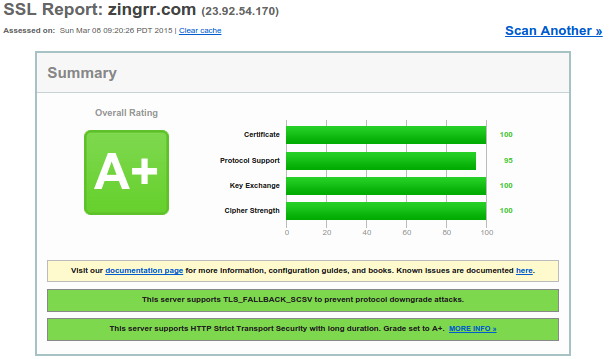 SSL Report: zingrr.com (23.92.54.170)
Assessed on: Sun Mar 08 09:20:26 PDT 2015 | Clear cache
Scan Another »
Summary
Overall Rating
A+
Certificate 100
Protocol Support 95
Key Exchange 100
Cipher Strength 100
0 20 40 60 80 100
Visit our documentation page for more information, configuration guides, and books. Known issues are documented here.
This server supports TLS_FALLBACK_SCSV to prevent protocol downgrade attacks.
This server supports HTTP Strict Transport Security with long duration. Grade set to A+. MORE INFO »